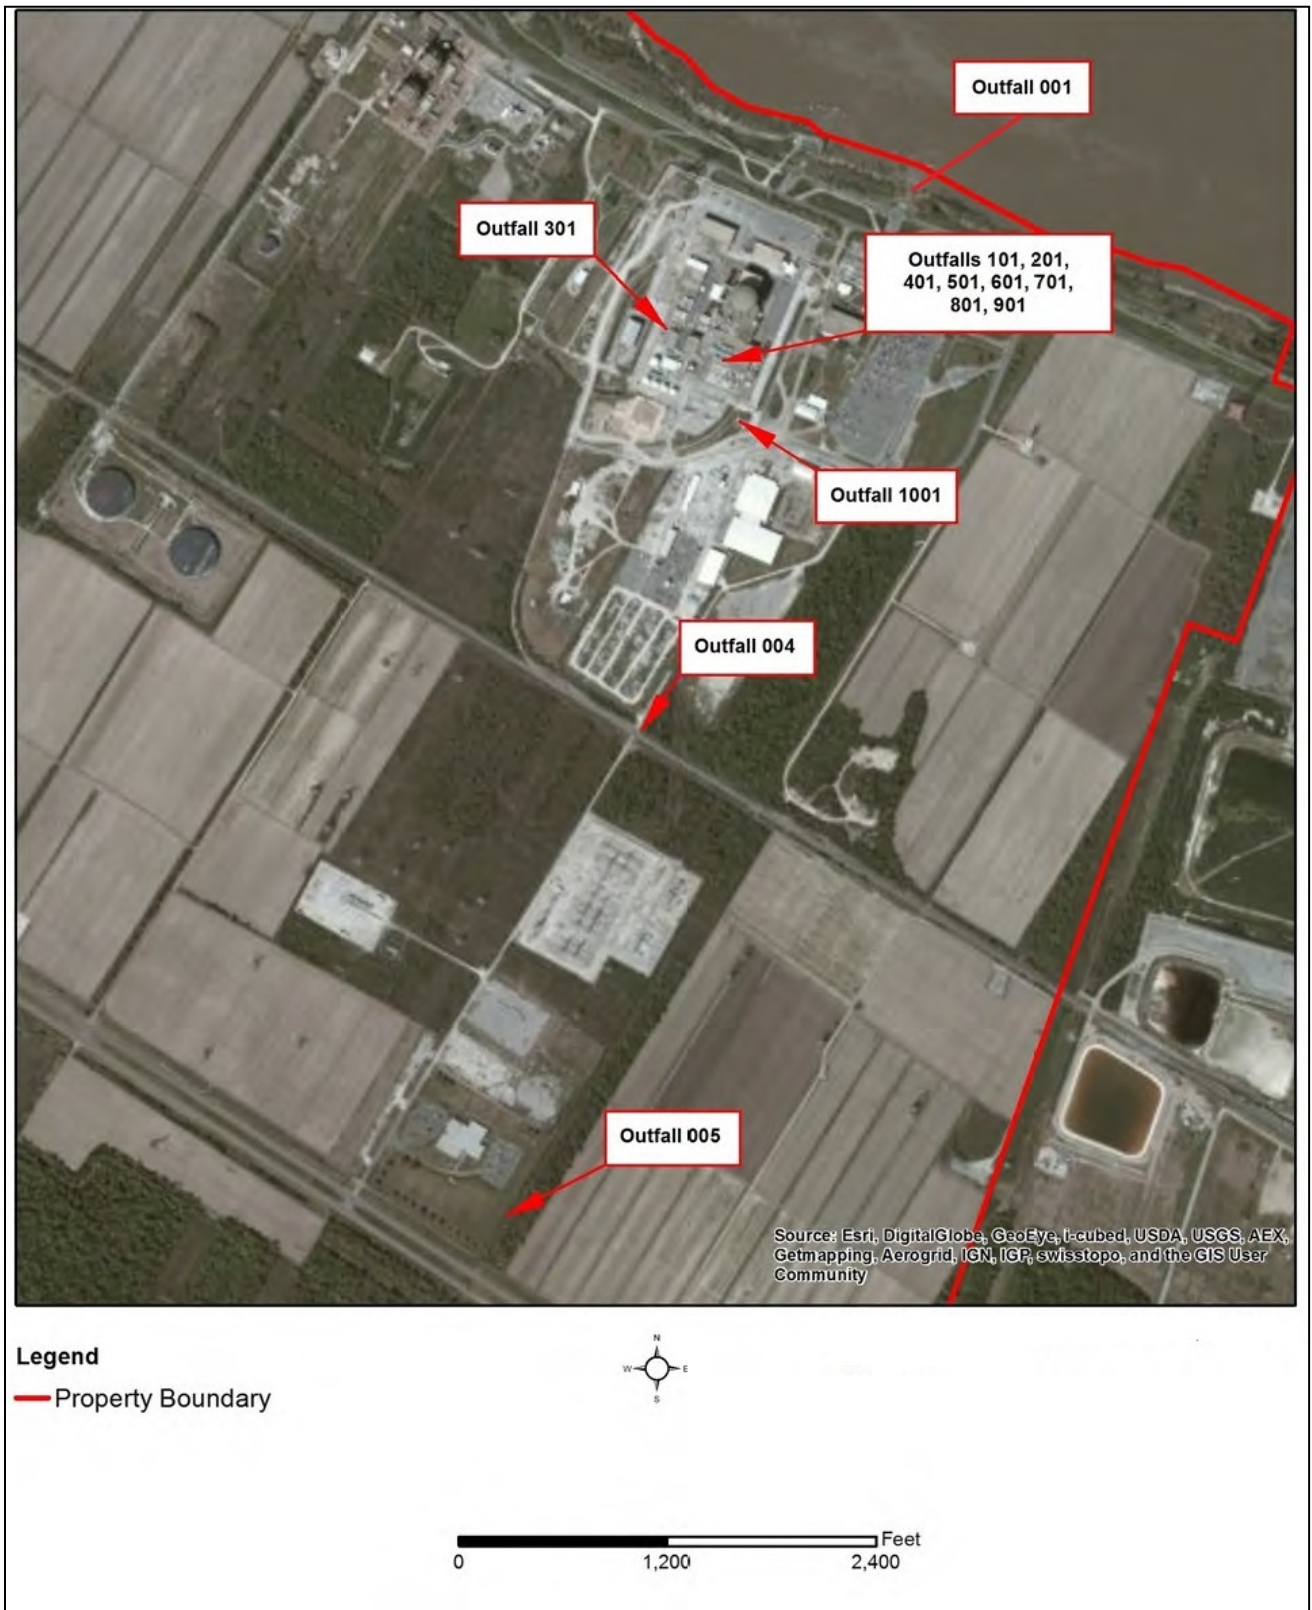 Outfall 001
Outfall 301
Outfalls 101, 201,
401, 501, 601, 701,
801, 901
Outfall 1001
Outfall 004
Outfall 005
Source: Esri, DigitalGlobe, GeoEye, i-cubed, USDA, USGS, AEX,
Getmapping, Aerogrid, IGN, IGP, swisstopo, and the GIS User
Community
Legend
Property Boundary
N
W E
S
Feet
0 1,200 2,400